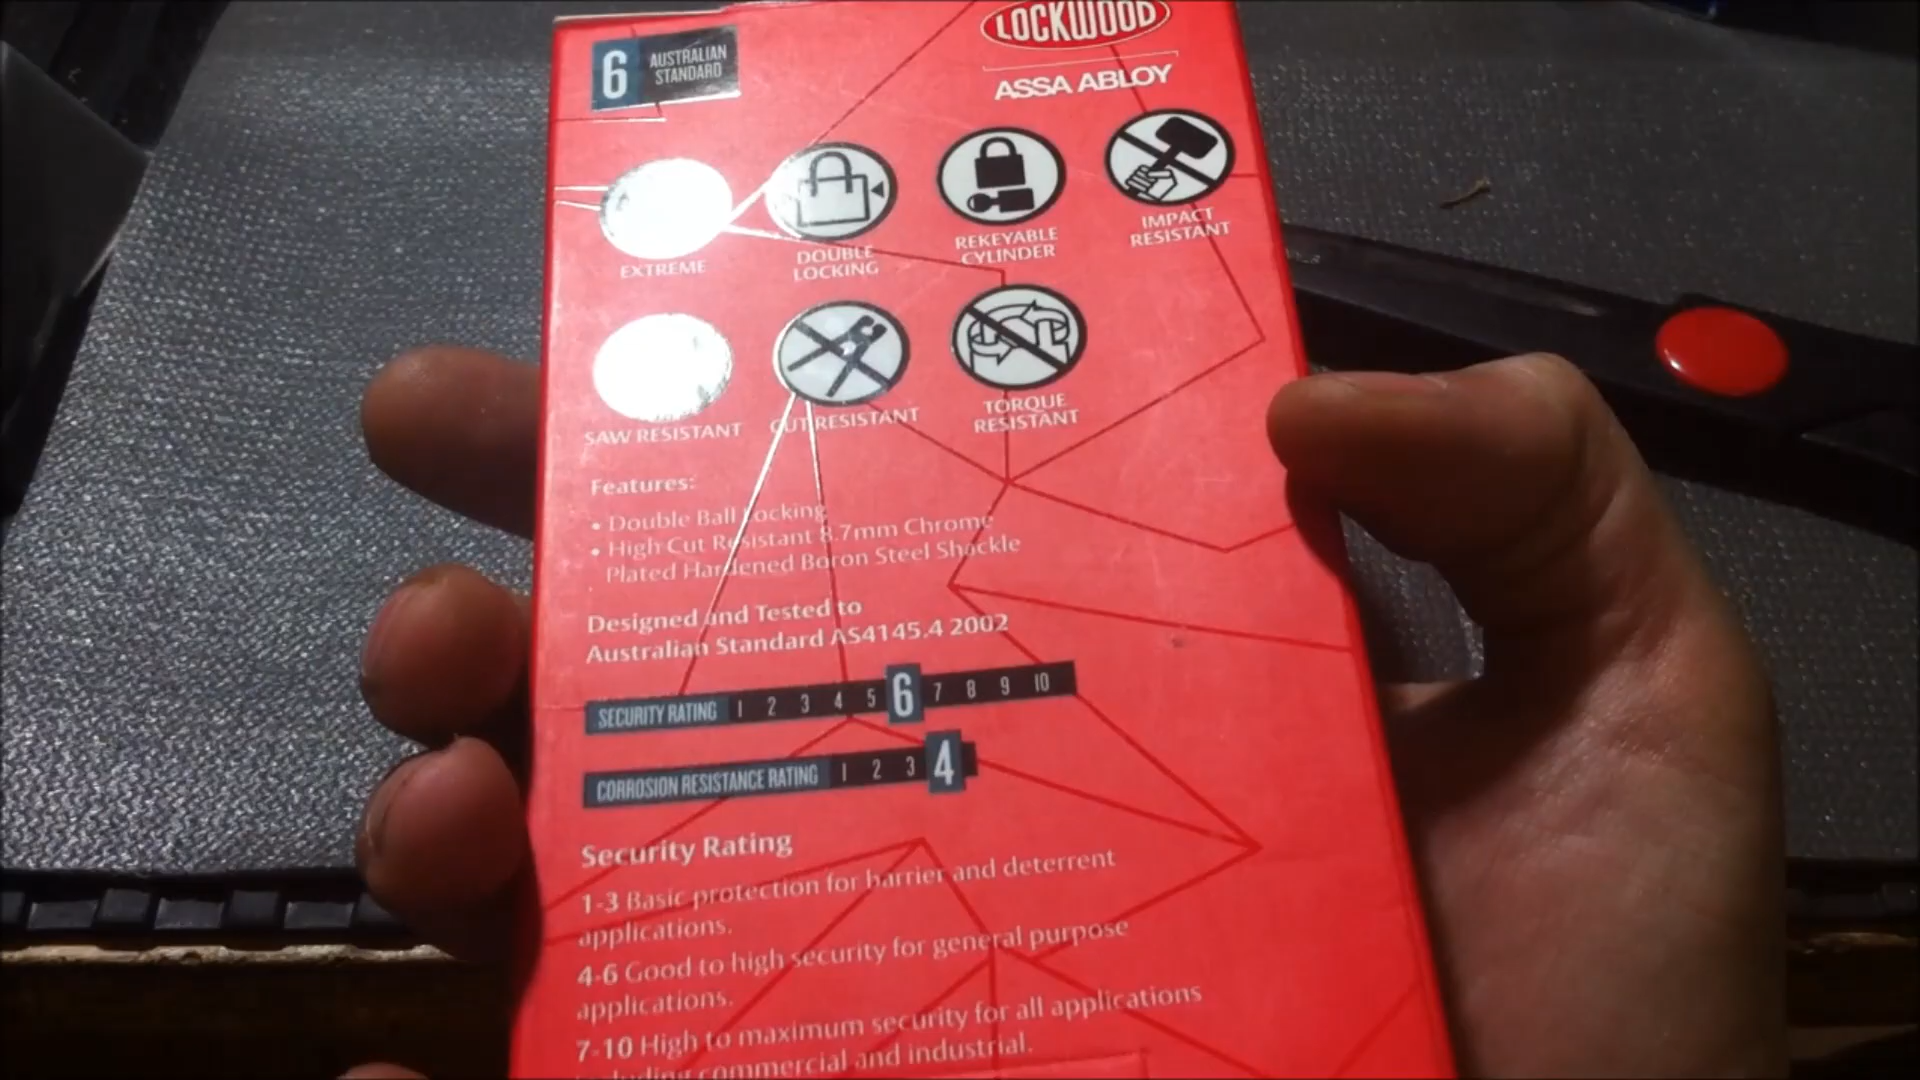 LOCKWOOD
ASSA ABLOY
6 AUSTRALIAN
STANDARD
EXTREME
DOUBLE
LOCKING
REKEYABLE
CYLINDER
IMPACT
RESISTANT
SAW RESISTANT
CUT RESISTANT
TORQUE
RESISTANT
Features:
• Double Ball Locking
• High Cut Resistant 8.7mm Chrome
Plated Hardened Boron Steel Shackle
Designed and Tested to
Australian Standard AS4145.4 2002
SECURITY RATING 1 2 3 4 5 6 7 8 9 10
CORROSION RESISTANCE RATING 1 2 3 4
Security Rating
1-3 Basic protection for barrier and deterrent
applications.
4-6 Good to high security for general purpose
applications.
7-10 High to maximum security for all applications
including commercial and industrial.